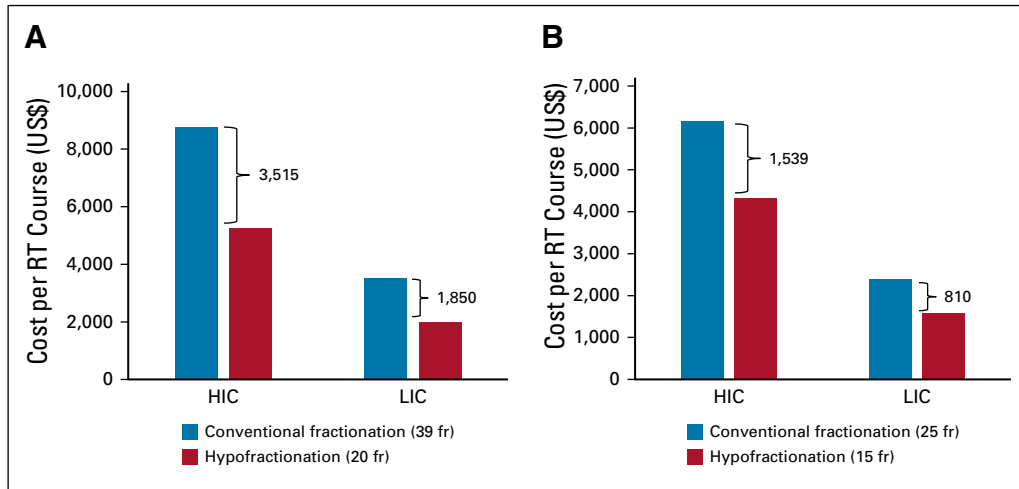 A
Cost per RT Course (US$)
10,000
8,000
6,000
4,000
2,000
0
3,515
1,850
HIC
LIC
Conventional fractionation (39 fr)
Hypofractionation (20 fr)
B
Cost per RT Course (US$)
7,000
6,000
5,000
4,000
3,000
2,000
1,000
0
1,539
810
HIC
LIC
Conventional fractionation (25 fr)
Hypofractionation (15 fr)